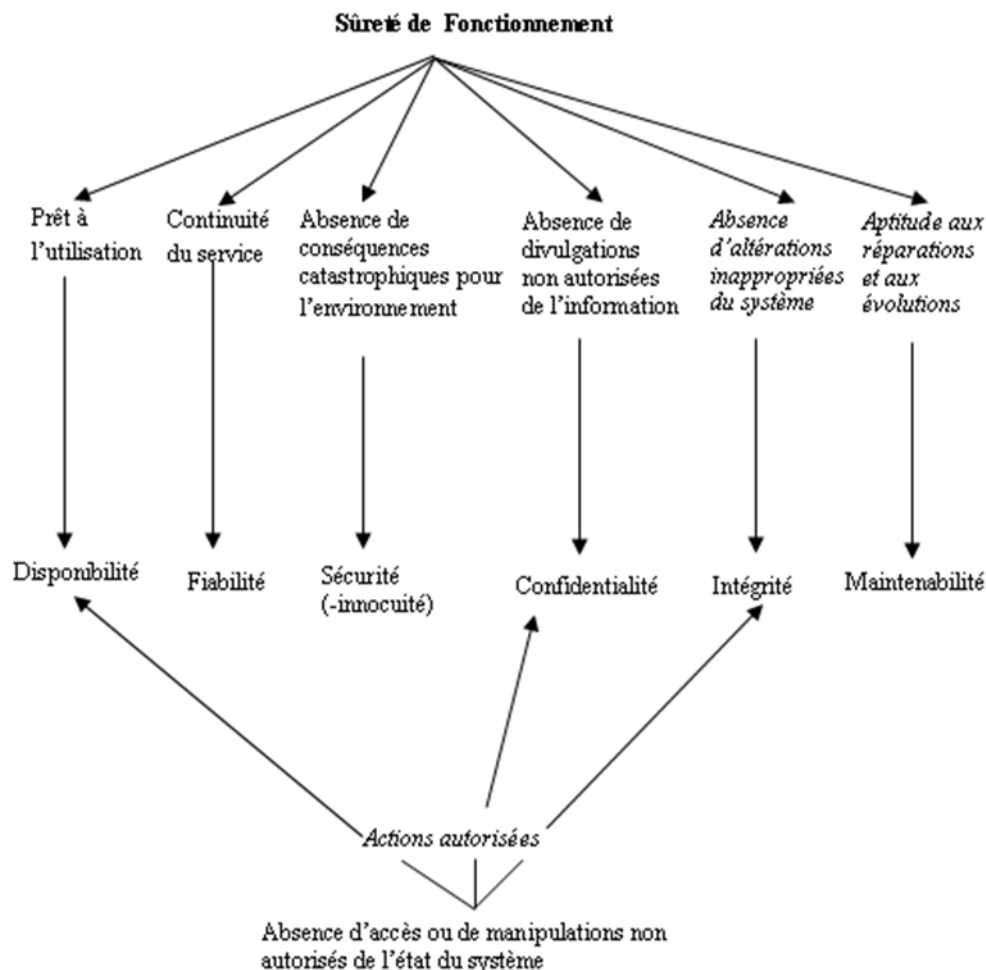 Sûreté de Fonctionnement
Prêt à
l'utilisation
Continuité
du service
Absence de
conséquences
catastrophiques pour
l'environnement
Absence de
divulgations
non autorisées
de l'information
Absence
d'altérations
inappropriées
du système
Aptitude aux
réparations
et aux
évolutions
Disponibilité
Fiabilité
Sécurité
(-innocuité)
Confidentialité
Intégrité
Maintenabilité
Actions autorisées
Absence d'accès ou de manipulations non
autorisés de l'état du système